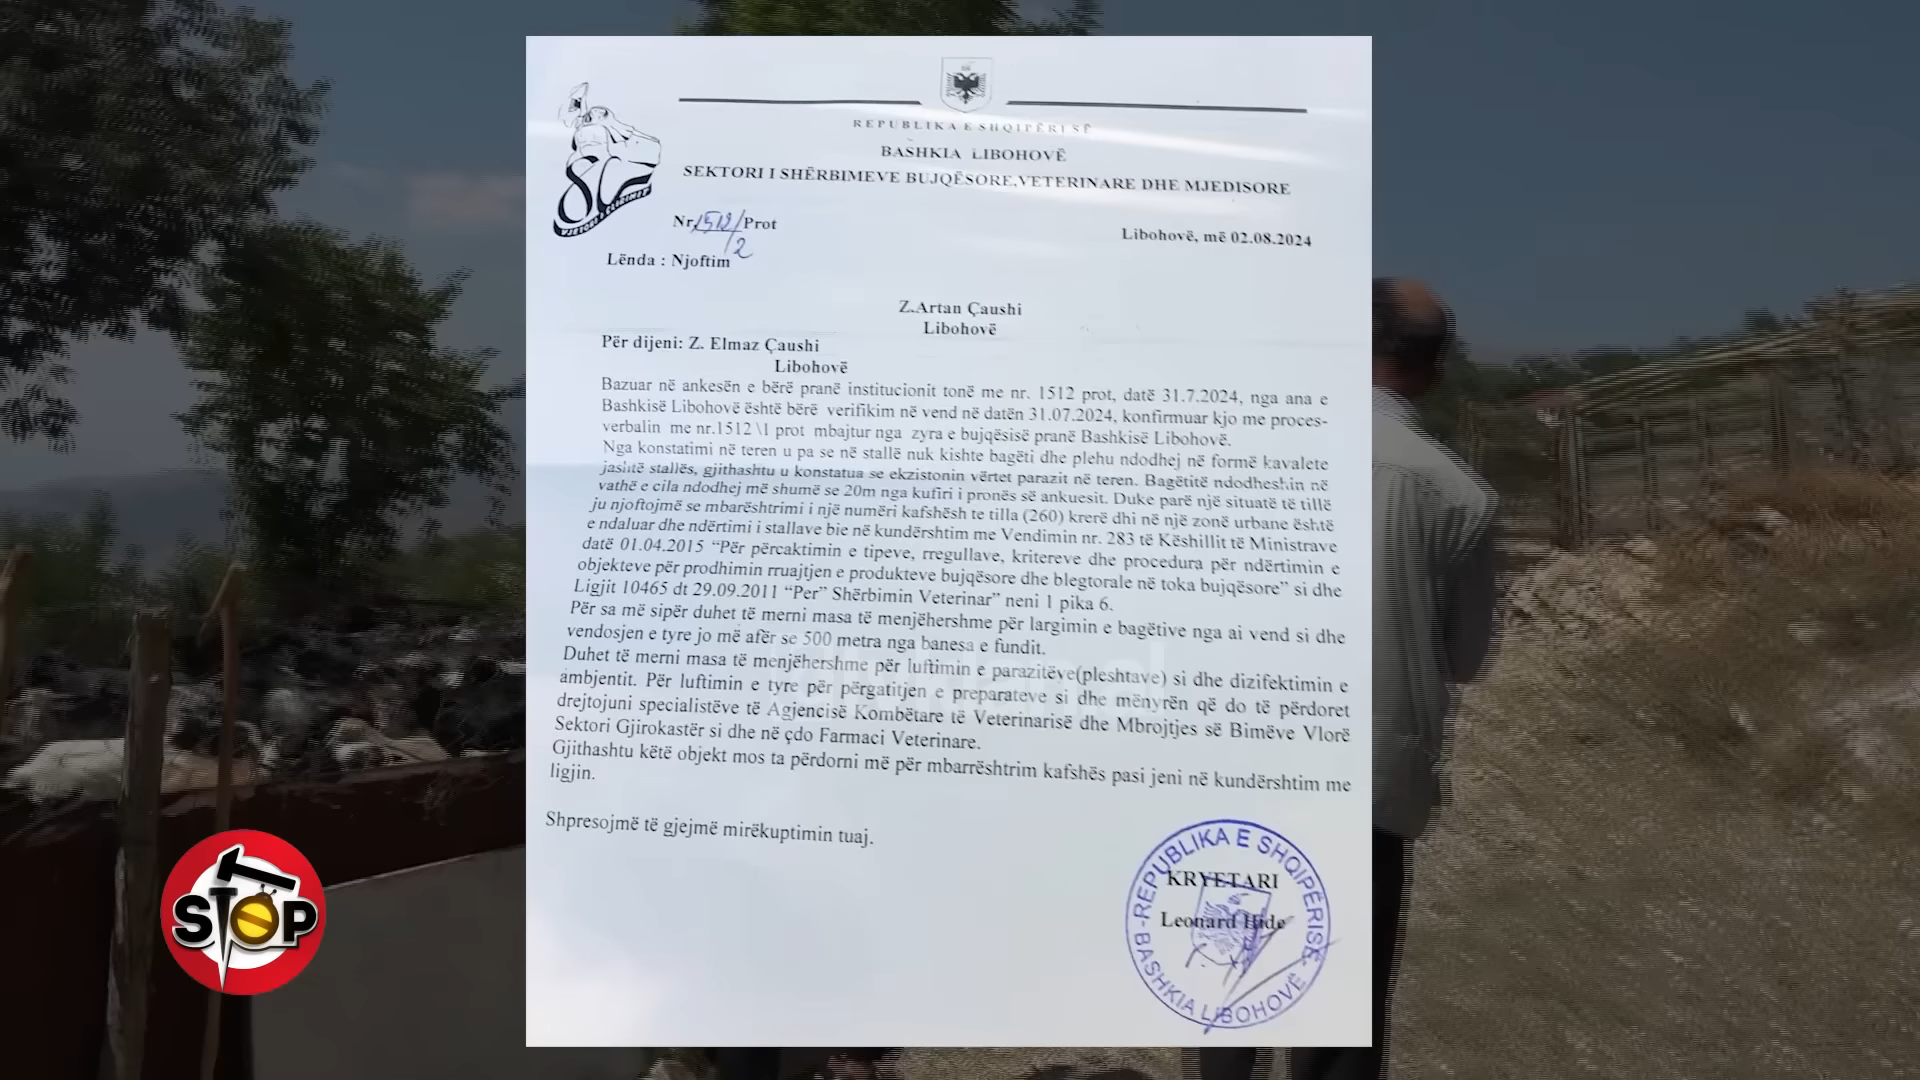 REPUBLIKA E SHQIPËRISË
BASHKIA LIBOHOVË
SEKTORI I SHËRBIMEVE BUJQËSORE,VETERINARE DHE MJEDISORE
Nr.1512/2 Prot
Libohovë, më 02.08.2024
Lënda : Njoftim
Z.Artan Çaushi
Libohovë
Për dijeni: Z. Elmaz Çaushi
Libohovë
Bazuar në ankesën e bërë pranë institucionit tonë me nr. 1512 prot, datë 31.7.2024, nga ana e
Bashkisë Libohovë është bërë verifikim në vend në datën 31.07.2024, konfirmuar kjo me proces-
verbalin me nr.1512\1 prot mbajtur nga zyra e bujqësisë pranë Bashkisë Libohovë.
Nga konstatimi në teren u pa se në stallë nuk kishte bagëti dhe plehu ndodhej në formë kavalete
jashtë stallës, gjithashtu u konstatua se ekzistonin vërtet parazit në teren. Bagëtitë ndodheshin në
vathë e cila ndodhej më shumë se 20m nga kufiri i pronës së ankuesit. Duke parë një situatë të tillë
ju njoftojmë se mbarështrimi i një numëri kafshësh te tilla (260) krerë dhi në një zonë urbane është
e ndaluar dhe ndërtimi i stallave bie në kundërshtim me Vendimin nr. 283 të Këshillit të Ministrave
datë 01.04.2015 “Për përcaktimin e tipeve, rregullave, kritereve dhe procedura për ndërtimin e
objekteve për prodhimin rruajtjen e produkteve bujqësore dhe blegtorale në toka bujqësore” si dhe
Ligjit 10465 dt 29.09.2011 “Per” Shërbimin Veterinar” neni 1 pika 6.
Për sa më sipër duhet të merni masa të menjëhershme për largimin e bagëtive nga ai vend si dhe
vendosjen e tyre jo më afër se 500 metra nga banesa e fundit.
Duhet të merni masa të menjëhershme për luftimin e parazitëve(pleshtave) si dhe dizifektimin e
ambjentit. Për luftimin e tyre për përgatitjen e preparateve si dhe mënyrën që do të përdoret
drejtojuni specialistëve të Agjencisë Kombëtare të Veterinarisë dhe Mbrojtjes së Bimëve Vlorë
Sektori Gjirokastër si dhe në çdo Farmaci Veterinare.
Gjithashtu këtë objekt mos ta përdorni më për mbarrështrim kafshës pasi jeni në kundërshtim me
ligjin.
Shpresojmë të gjejmë mirëkuptimin tuaj.
KRYETARI
Leonard Hide
REPUBLIKA E SHQIPËRISË
BASHKIA LIBOHOVË
STOP